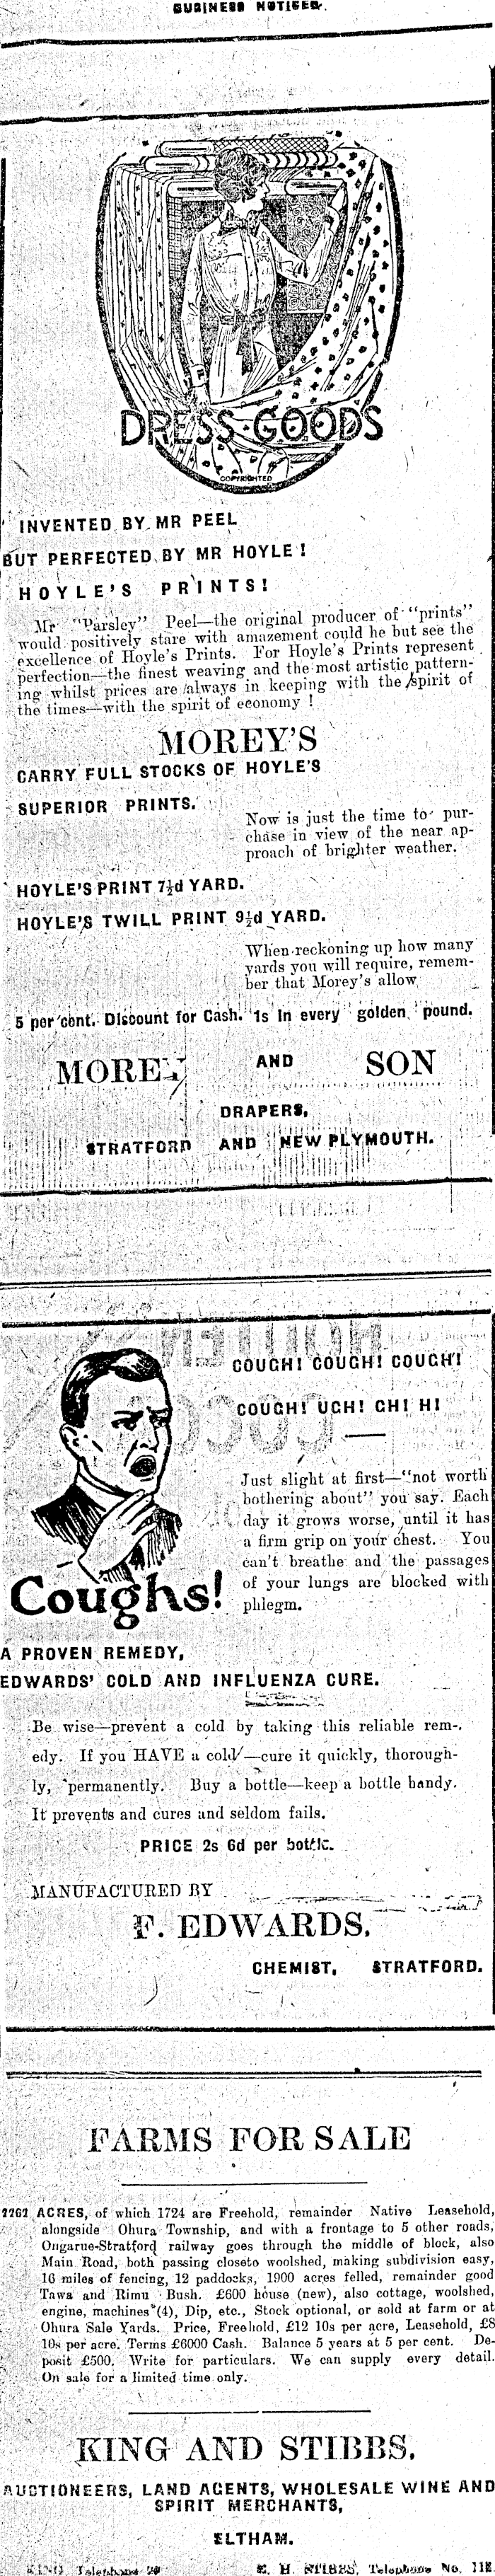 BUSINESS NOTICES.
DRESS GOODS
COPYRIGHTED
INVENTED BY MR PEEL
BUT PERFECTED BY MR HOYLE!
HOYLE'S PRINTS!
Mr "Parsley" Peel—the original producer of "prints"
would positively stare with amazement could he but see the
excellence of Hoyle's Prints. For Hoyle's Prints represent
perfection—the finest weaving and the most artistic pattern-
ing whilst prices are always in keeping with the spirit of
the times—with the spirit of economy!
MOREY'S
CARRY FULL STOCKS OF HOYLE'S
SUPERIOR PRINTS.
Now is just the time to pur-
chase in view of the near ap-
proach of brighter weather.
HOYLE'S PRINT 7½d YARD.
HOYLE'S TWILL PRINT 9½d YARD.
When reckoning up how many
yards you will require, remem-
ber that Morey's allow
5 per cent. Discount for Cash. 1s in every golden pound.
MOREY AND SON
DRAPERS,
STRATFORD AND NEW PLYMOUTH.
COUGH! COUGH! COUGH!
COUGH! UGH! CH! H!
Just slight at first—"not worth
bothering about" you say. Each
day it grows worse, until it has
a firm grip on your chest. You
can't breathe and the passages
of your lungs are blocked with
phlegm.
Coughs!
A PROVEN REMEDY,
EDWARDS' COLD AND INFLUENZA CURE.
Be wise—prevent a cold by taking this reliable rem-
edy. If you HAVE a cold—cure it quickly, thorough-
ly, permanently. Buy a bottle—keep a bottle handy.
It prevents and cures and seldom fails.
PRICE 2s 6d per bottle.
MANUFACTURED BY
F. EDWARDS,
CHEMIST, STRATFORD.
FARMS FOR SALE
ACRES, of which 1724 are Freehold, remainder Native Leasehold,
alongside Ohura Township, and with a frontage to 5 other roads,
Ongarue-Stratford railway goes through the middle of block, also
Main Road, both passing closeto woolshed, making subdivision easy,
16 miles of fencing, 12 paddocks, 1900 acres felled, remainder good
Tawa and Rimu Bush. £600 house (new), also cottage, woolshed,
engine, machines (4), Dip, etc., Stock optional, or sold at farm or at
Ohura Sale Yards. Price, Freehold, £12 10s per acre, Leasehold, £8
10s per acre. Terms £6000 Cash. Balance 5 years at 5 per cent. De-
posit £500. Write for particulars. We can supply every detail.
On sale for a limited time only.
KING AND STIBBS,
AUCTIONEERS, LAND AGENTS, WHOLESALE WINE AND
SPIRIT MERCHANTS,
ELTHAM.
KING Telephone E. H. STIBBS, Telephone No.